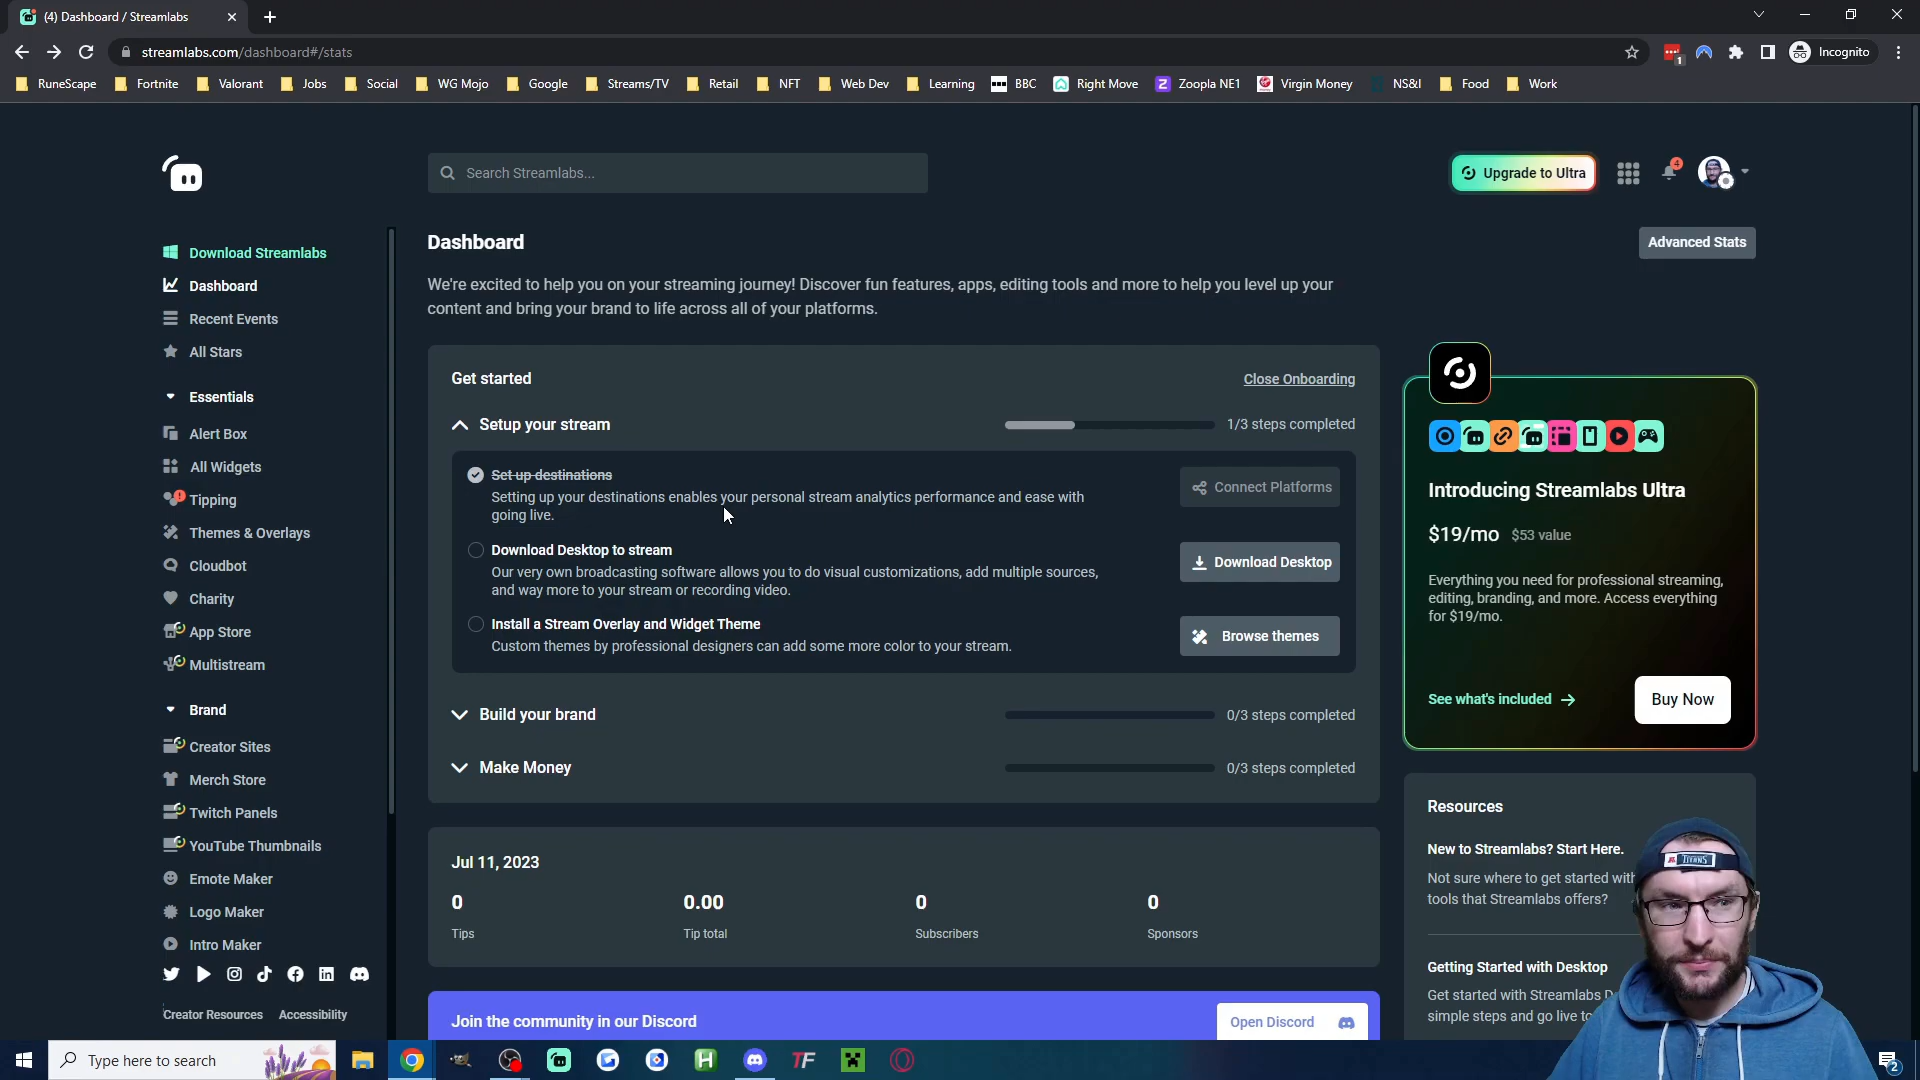 (4) Dashboard / Streamlabs
streamlabs.com/dashboard#/stats
1
Incognito
RuneScape
Fortnite
Valorant
Jobs
Social
WG Mojo
Google
Streams/TV
Retail
NFT
Web Dev
Learning
BBC
Right Move
Zoopla NE1
Virgin Money
NS&I
Food
Work
Search Streamlabs...
Upgrade to Ultra
4
Download Streamlabs
Dashboard
Recent Events
All Stars
Essentials
Alert Box
All Widgets
Tipping
Themes & Overlays
Cloudbot
Charity
App Store
Multistream
Brand
Creator Sites
Merch Store
Twitch Panels
YouTube Thumbnails
Emote Maker
Logo Maker
Intro Maker
Creator Resources
Accessibility
Dashboard
Advanced Stats
We're excited to help you on your streaming journey! Discover fun features, apps, editing tools and more to help you level up your
content and bring your brand to life across all of your platforms.
Get started
Close Onboarding
Setup your stream
1/3 steps completed
Set up destinations
Setting up your destinations enables your personal stream analytics performance and ease with
going live.
Connect Platforms
Download Desktop to stream
Our very own broadcasting software allows you to do visual customizations, add multiple sources,
and way more to your stream or recording video.
Download Desktop
Install a Stream Overlay and Widget Theme
Custom themes by professional designers can add some more color to your stream.
Browse themes
Build your brand
0/3 steps completed
Make Money
0/3 steps completed
Jul 11, 2023
0
0.00
0
0
Tips
Tip total
Subscribers
Sponsors
Join the community in our Discord
Open Discord
Introducing Streamlabs Ultra
$19/mo $53 value
Everything you need for professional streaming,
editing, branding, and more. Access everything
for $19/mo.
See what's included
Buy Now
Resources
New to Streamlabs? Start Here.
Not sure where to get started with
tools that Streamlabs offers?
Getting Started with Desktop
Get started with Streamlabs
simple steps and go live
TITANS
Type here to search
H
TF
2